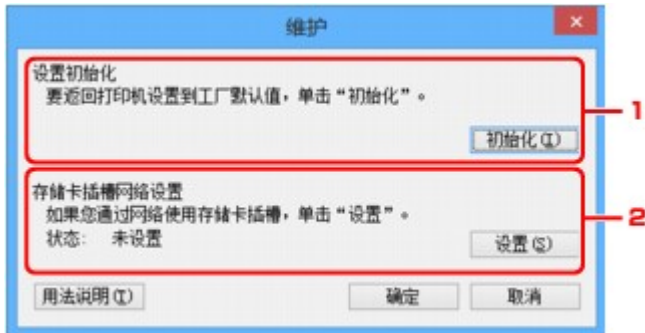 维护
设置初始化
要返回打印机设置到工厂默认值，单击“初始化”。
1
初始化(I)
存储卡插槽网络设置
如果您通过网络使用存储卡插槽，单击“设置”。
2
状态: 未设置
设置(S)
用法说明(I)
确定
取消